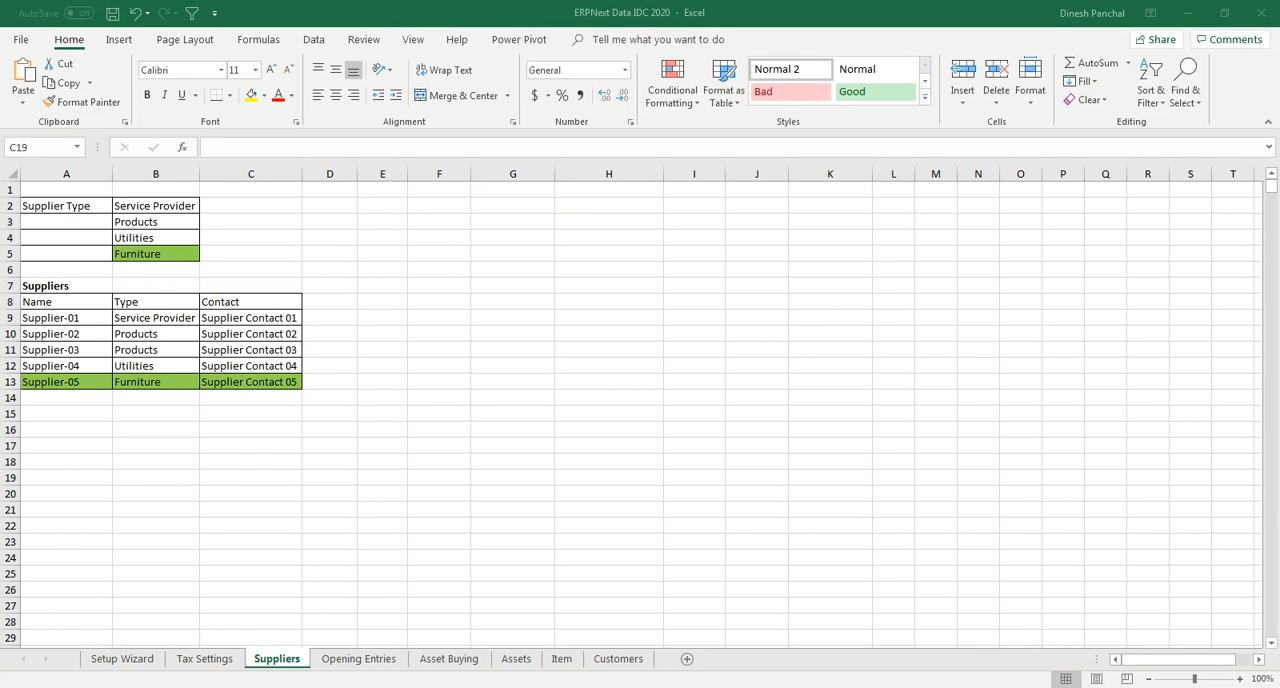 AutoSave Off
ERPNext Data IDC 2020 - Excel
Dinesh Panchal
File Home Insert Page Layout Formulas Data Review View Help Power Pivot Tell me what you want to do Share Comments
Paste
Cut
Copy
Format Painter
Clipboard
Calibri 11
B I U
Font
Wrap Text
Merge & Center
Alignment
General
$ % 9
Number
Conditional Formatting
Format as Table
Normal 2 Normal
Bad Good
Styles
Insert Delete Format
Cells
AutoSum
Fill
Clear
Sort & Filter
Find & Select
Editing
C19 fx
A B C D E F G H I J K L M N O P Q R S T
1
2 Supplier Type Service Provider
3 Products
4 Utilities
5 Furniture
6
7 Suppliers
8 Name Type Contact
9 Supplier-01 Service Provider Supplier Contact 01
10 Supplier-02 Products Supplier Contact 02
11 Supplier-03 Products Supplier Contact 03
12 Supplier-04 Utilities Supplier Contact 04
13 Supplier-05 Furniture Supplier Contact 05
14
15
16
17
18
19
20
21
22
23
24
25
26
27
28
29
Setup Wizard Tax Settings Suppliers Opening Entries Asset Buying Assets Item Customers
100%